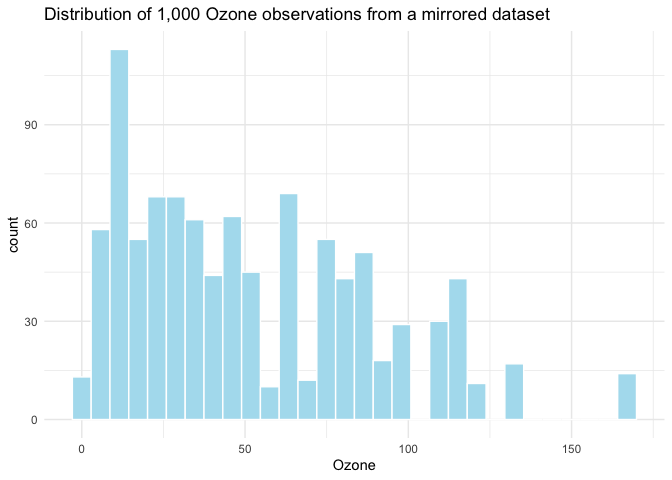 Distribution of 1,000 Ozone observations from a mirrored dataset
90
60
30
0
count
0 50 100 150
Ozone